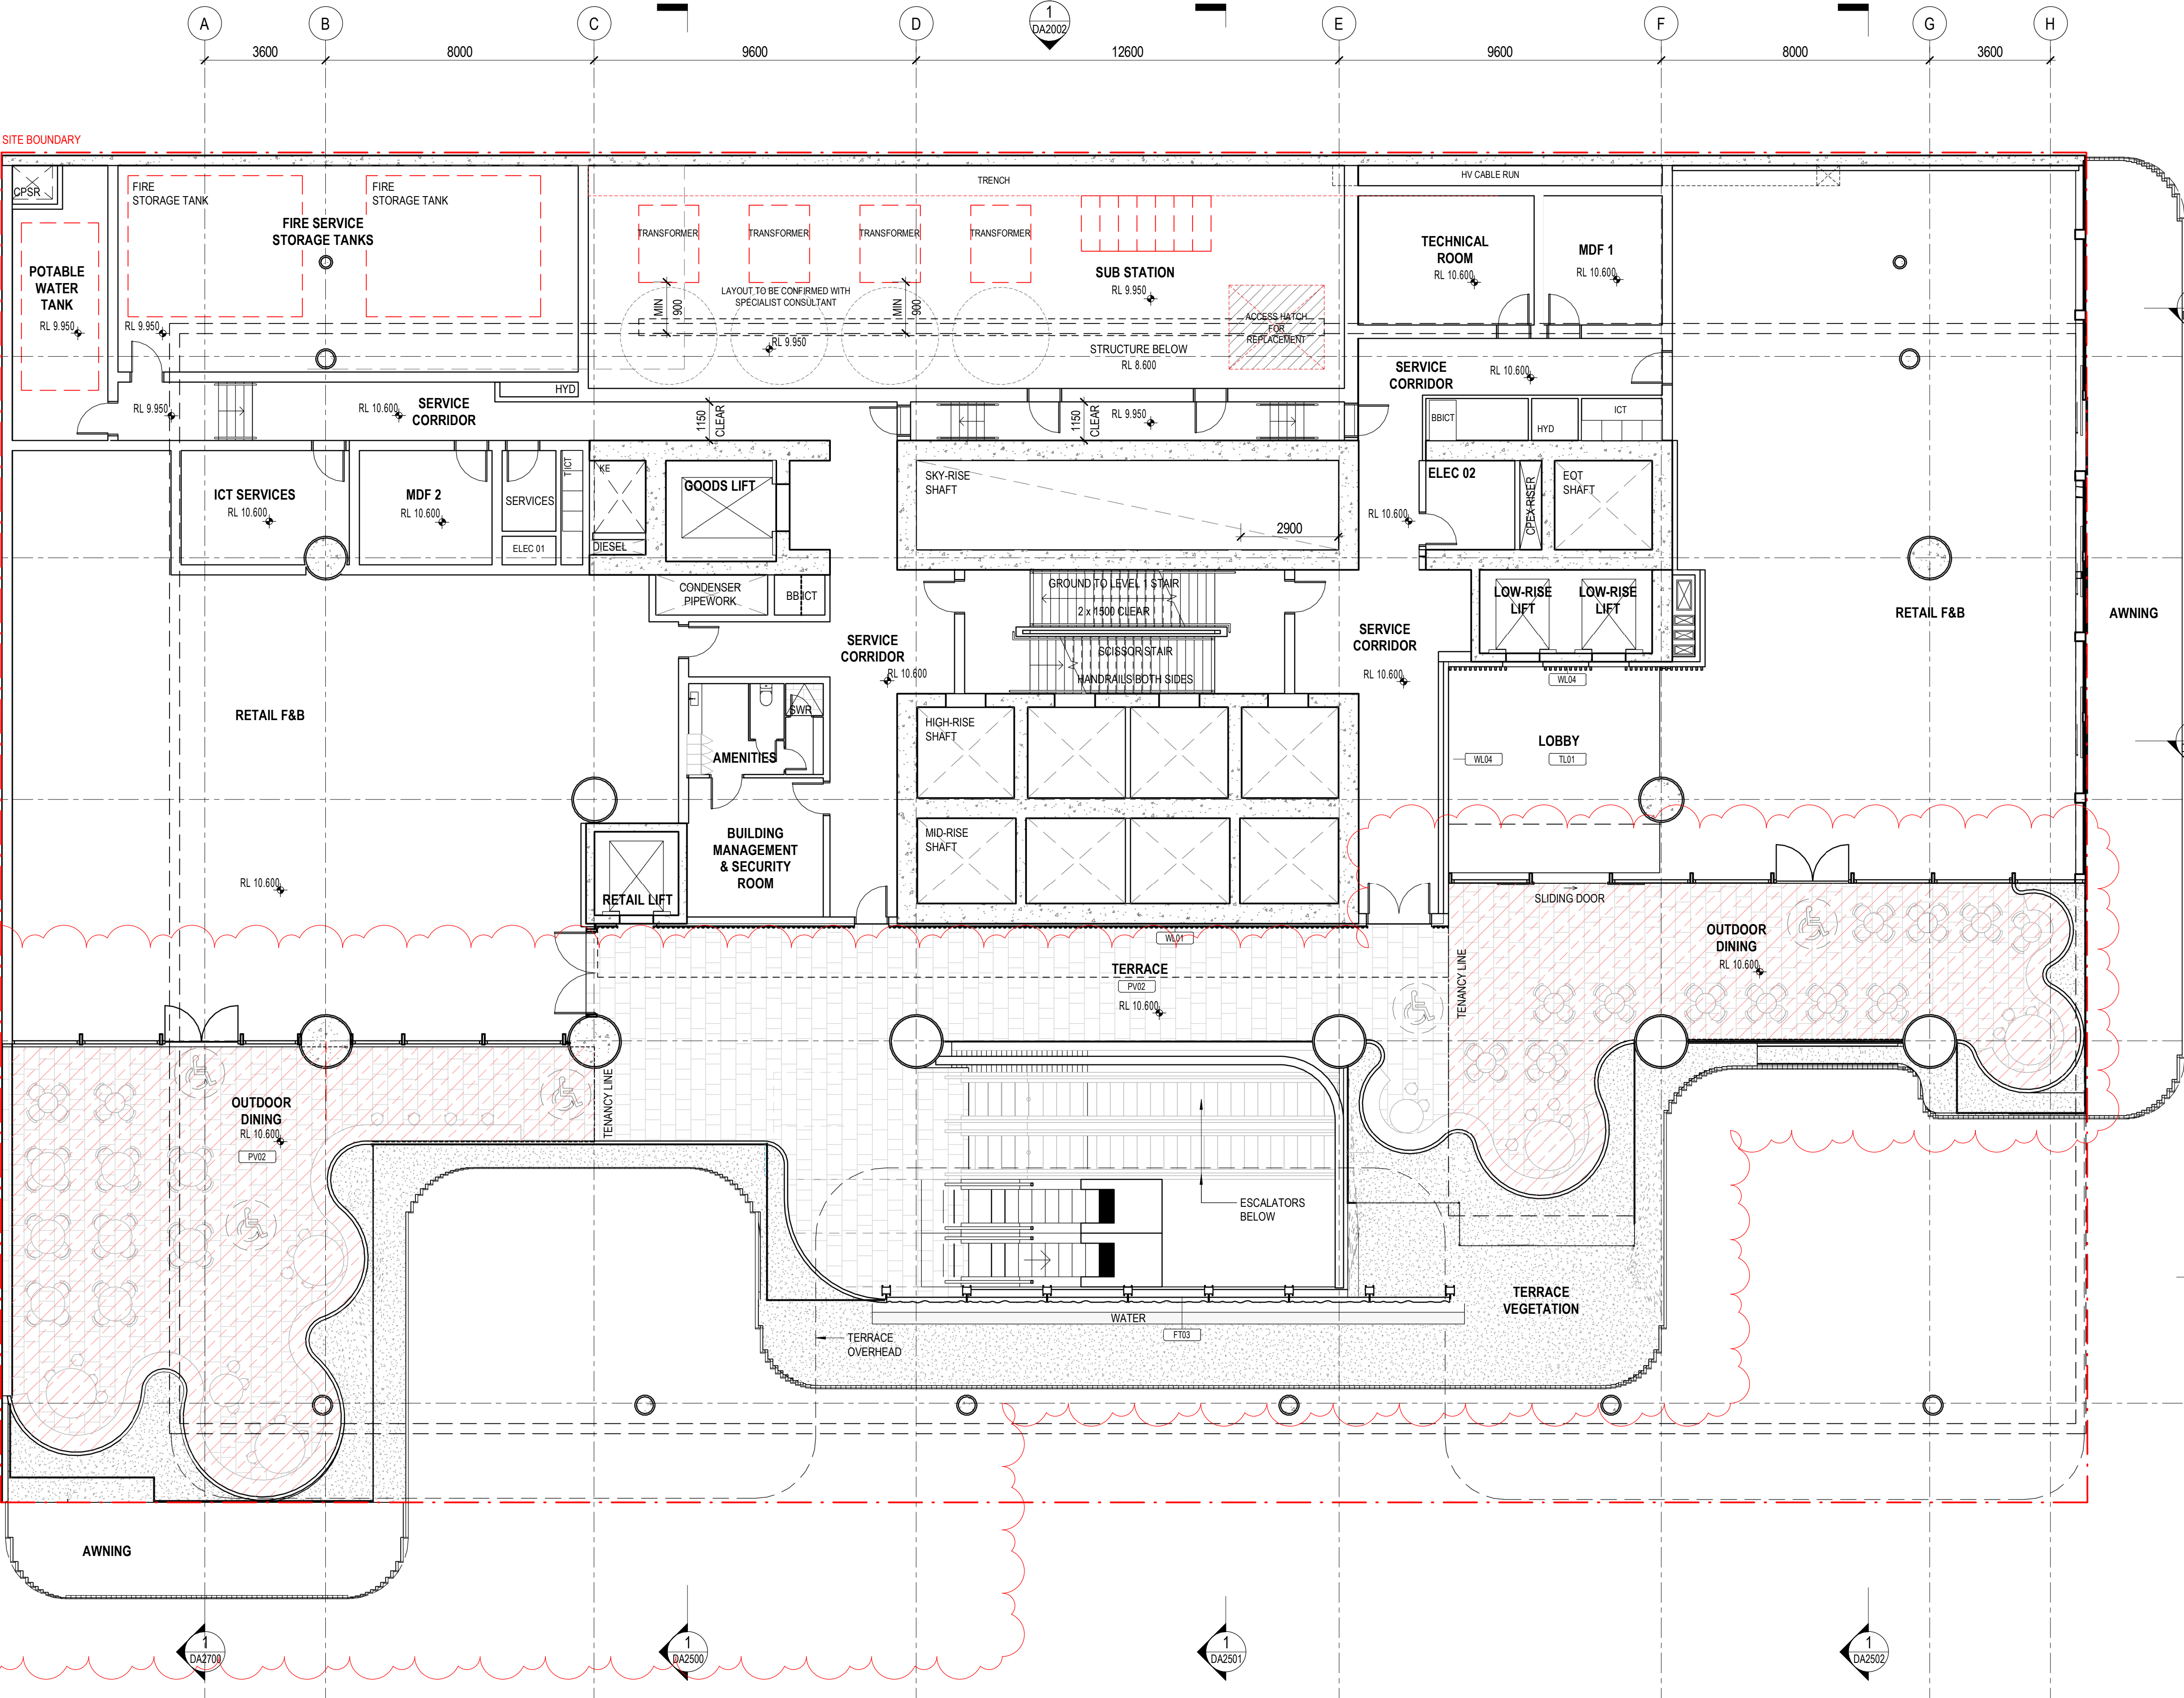 A
B
C
D
E
F
G
H
1
DA2002
3600
8000
9600
12600
9600
8000
3600
SITE BOUNDARY
CPSR
FIRE
STORAGE TANK
FIRE
STORAGE TANK
FIRE SERVICE
STORAGE TANKS
POTABLE
WATER
TANK
RL 9.950
RL 9.950
TRENCH
TRANSFORMER
TRANSFORMER
TRANSFORMER
TRANSFORMER
SUB STATION
RL 9.950
LAYOUT TO BE CONFIRMED WITH
SPECIALIST CONSULTANT
MIN
900
MIN
900
RL 9.950
ACCESS HATCH
FOR
REPLACEMENT
STRUCTURE BELOW
RL 8.600
HV CABLE RUN
TECHNICAL
ROOM
RL 10.600
MDF 1
RL 10.600
SERVICE
CORRIDOR
RL 10.600
HYD
RL 9.950
RL 10.600
SERVICE
CORRIDOR
1150
CLEAR
1150
CLEAR
RL 9.950
BBICT
HYD
ICT
ICT SERVICES
RL 10.600
MDF 2
RL 10.600
SERVICES
ELEC 01
TICT
KE
DIESEL
GOODS LIFT
SKY-RISE
SHAFT
2900
RL 10.600
ELEC 02
CPEX RISER
EOT
SHAFT
CONDENSER
PIPEWORK
BBICT
GROUND TO LEVEL 1 STAIR
2 x 1500 CLEAR
SCISSOR STAIR
HANDRAILS BOTH SIDES
SERVICE
CORRIDOR
RL 10.600
SERVICE
CORRIDOR
RL 10.600
LOW-RISE
LIFT
LOW-RISE
LIFT
RETAIL F&B
AWNING
WL04
RETAIL F&B
SWR
AMENITIES
HIGH-RISE
SHAFT
LOBBY
WL04
TL01
BUILDING
MANAGEMENT
& SECURITY
ROOM
MID-RISE
SHAFT
RL 10.600
RETAIL LIFT
SLIDING DOOR
WL01
TERRACE
PV02
RL 10.600
TENANCY LINE
OUTDOOR
DINING
RL 10.600
TENANCY LINE
OUTDOOR
DINING
RL 10.600
PV02
ESCALATORS
BELOW
TERRACE
VEGETATION
WATER
FT03
TERRACE
OVERHEAD
AWNING
1
DA2700
1
DA2500
1
DA2501
1
DA2502